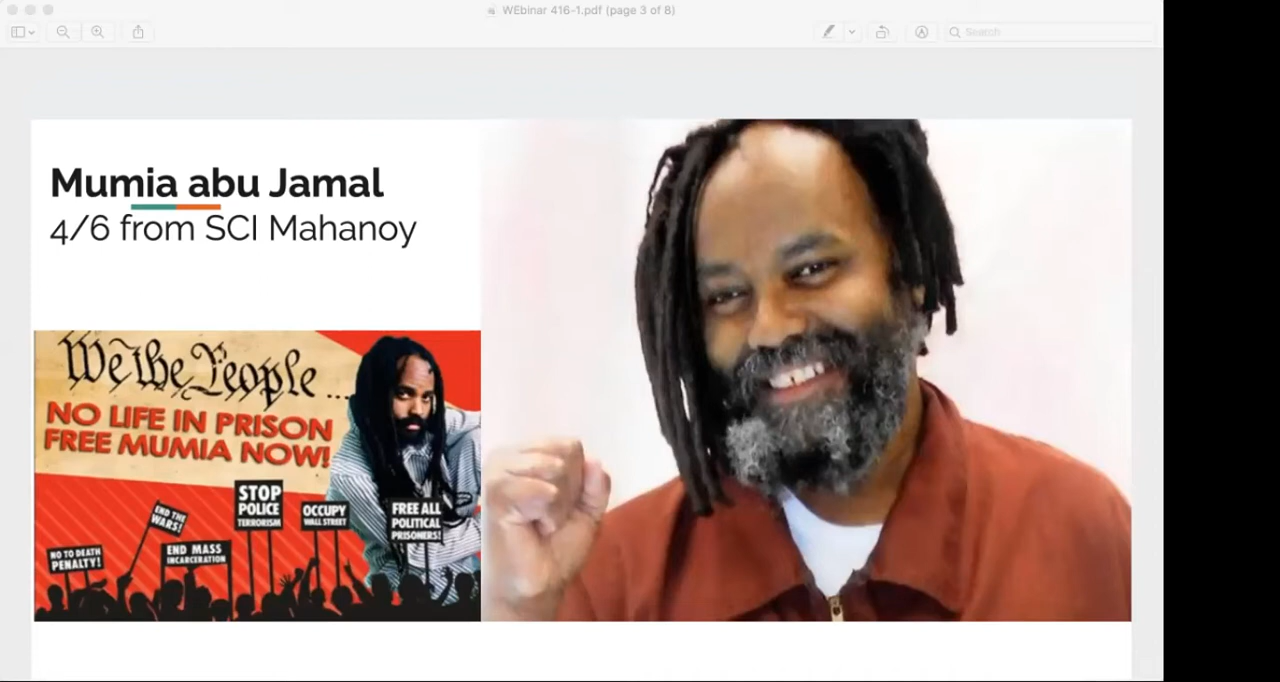 WEbinar 416-1.pdf (page 3 of 8)
Search
Mumia abu Jamal
4/6 from SCI Mahanoy
We the People ...
NO LIFE IN PRISON
FREE MUMIA NOW!
END THE
WARS!
STOP
POLICE
TERRORISM
OCCUPY
WALL STREET
FREE ALL
POLITICAL
PRISONERS!
NO TO DEATH
PENALTY!
END MASS
INCARCERATION